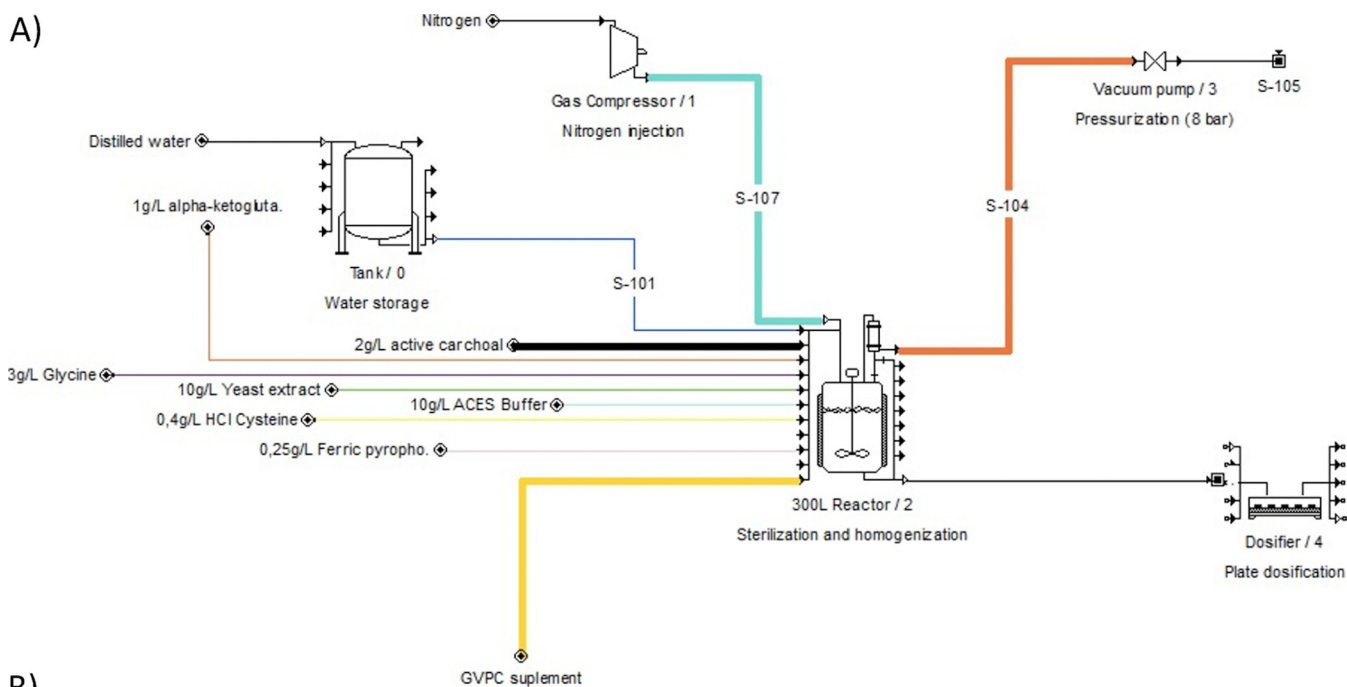 A)
Nitrogen
Gas Compressor / 1
Nitrogen injection
Vacuum pump / 3
Pressurization (8 bar)
S-105
Distilled water
1g/L alpha-ketogluta.
Tank / 0
Water storage
S-107
S-104
S-101
2g/L active carchoal
3g/L Glycine
10g/L Yeast extract
10g/L ACES Buffer
0,4g/L HCl Cysteine
0,25g/L Ferric pyropho.
300L Reactor / 2
Sterilization and homogenization
Dosifier / 4
Plate dosification
GVPC suplement
B)